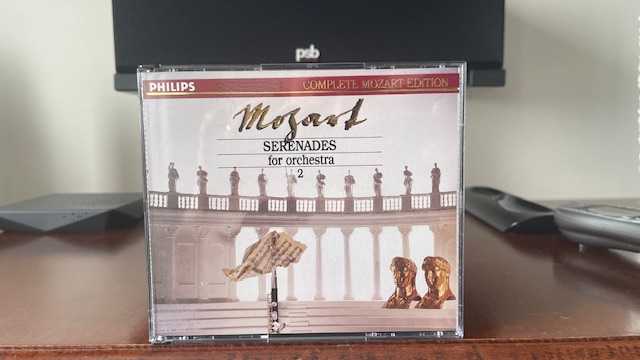 psb
PHILIPS
COMPLETE MOZART EDITION
Mozart
SERENADES
for orchestra
2